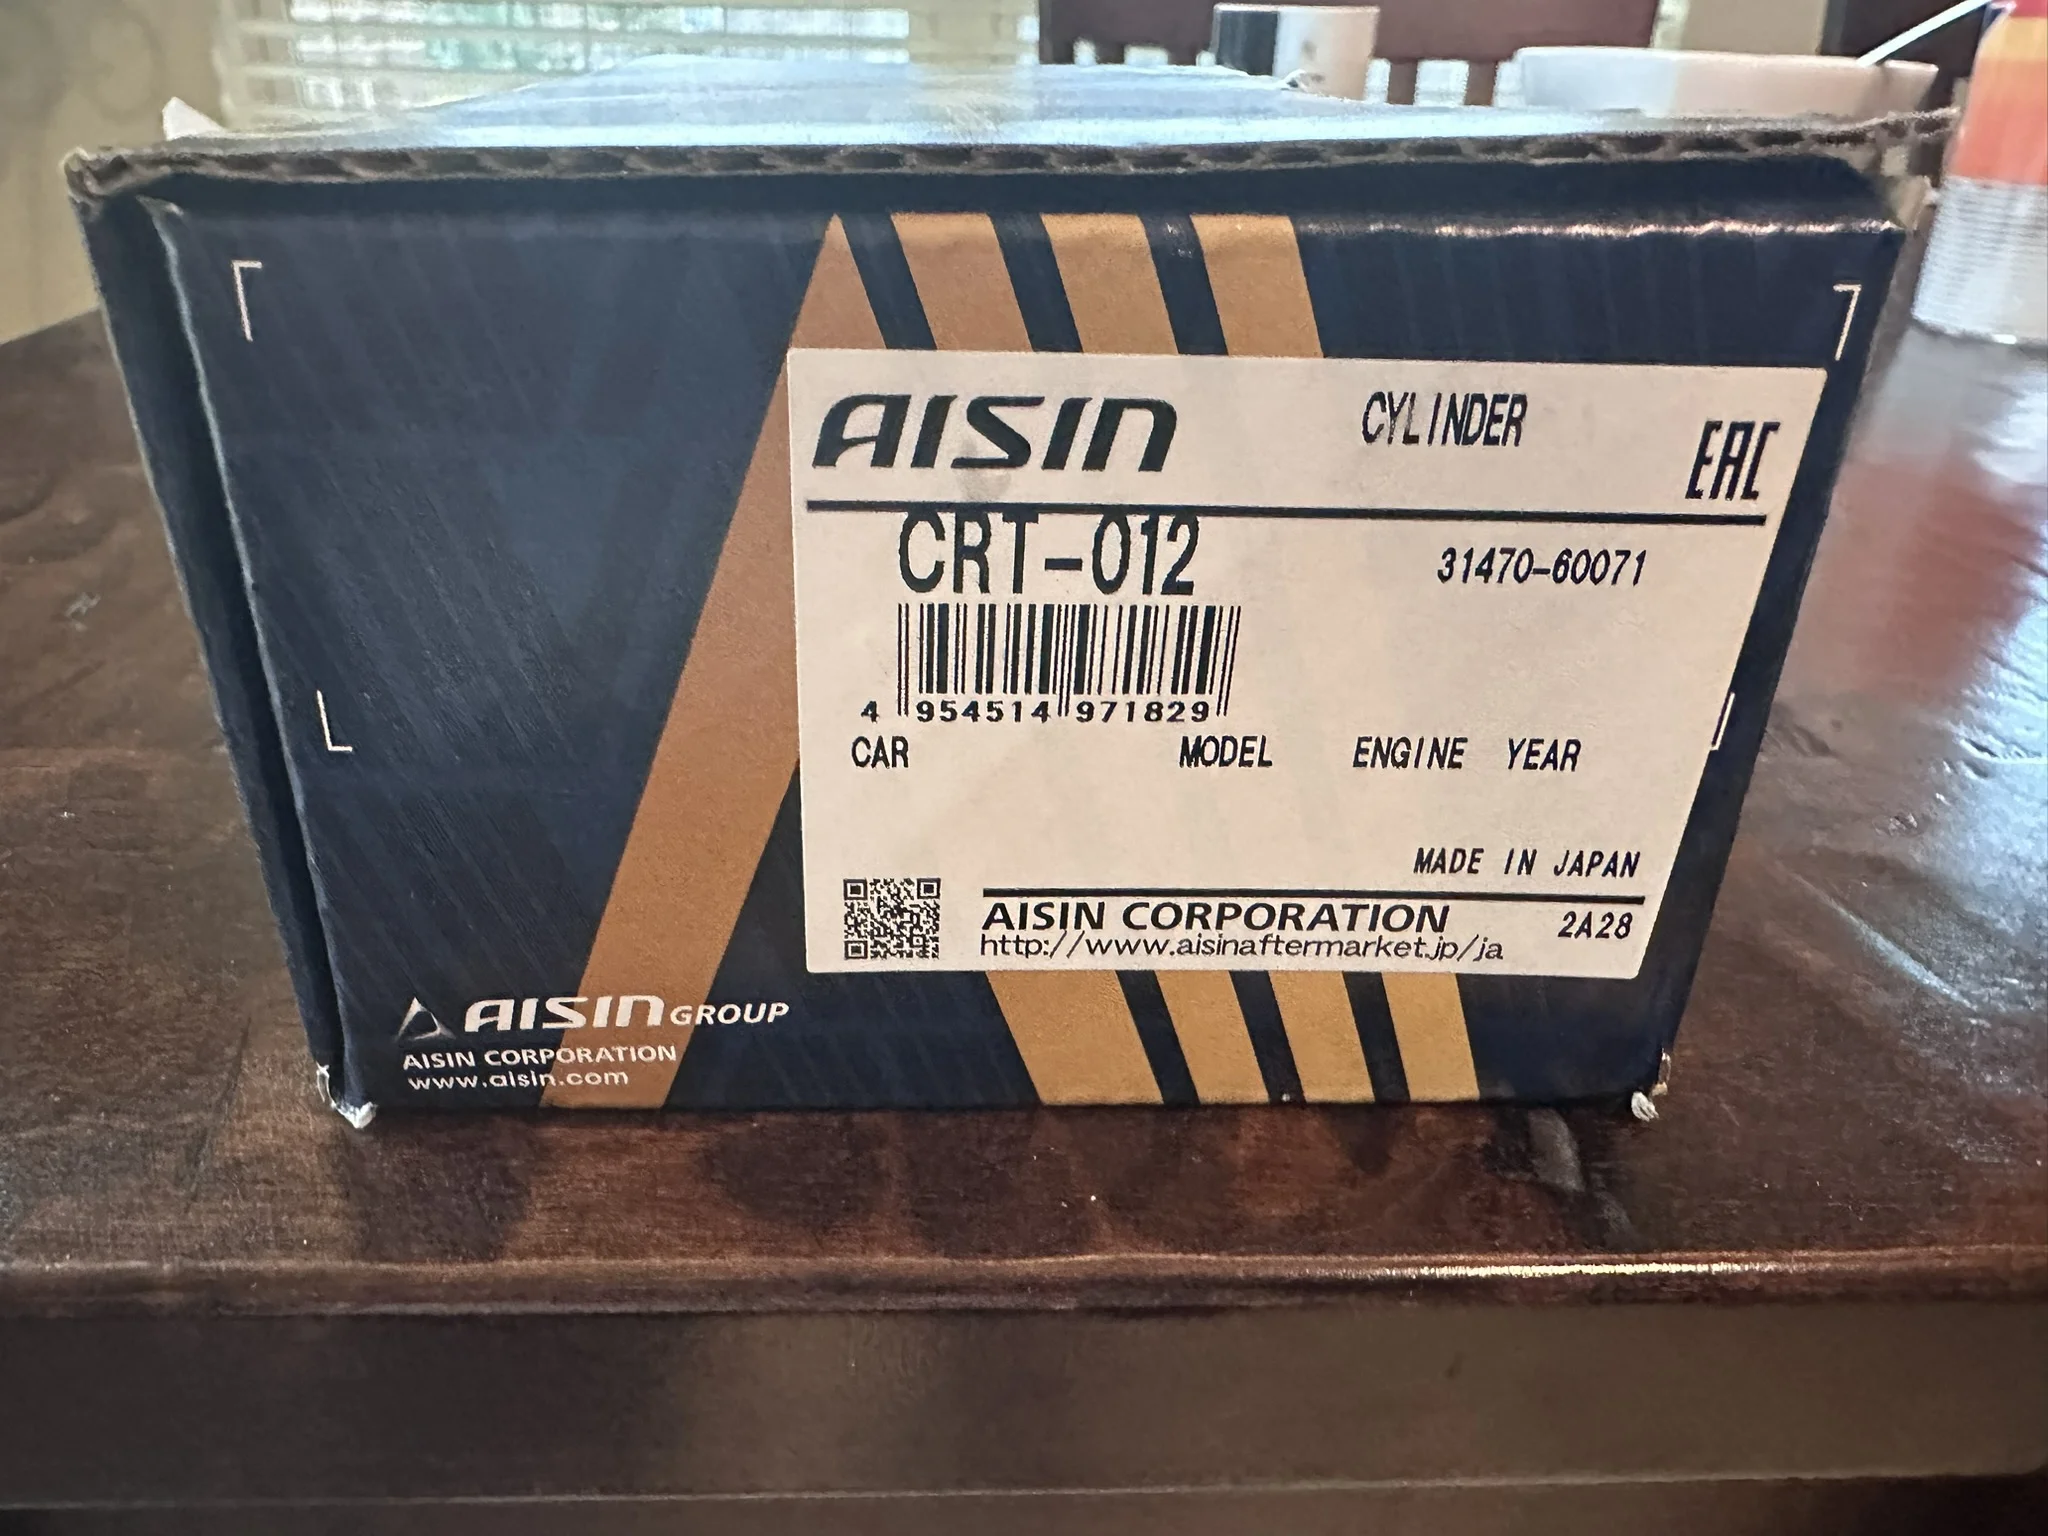 AISIN CYLINDER EAC
CRT-012 31470-60071
4 954514 971829
CAR MODEL ENGINE YEAR
MADE IN JAPAN
AISIN CORPORATION 2A28
http://www.aisinaftermarket.jp/ja
AISIN GROUP
AISIN CORPORATION
www.aisin.com